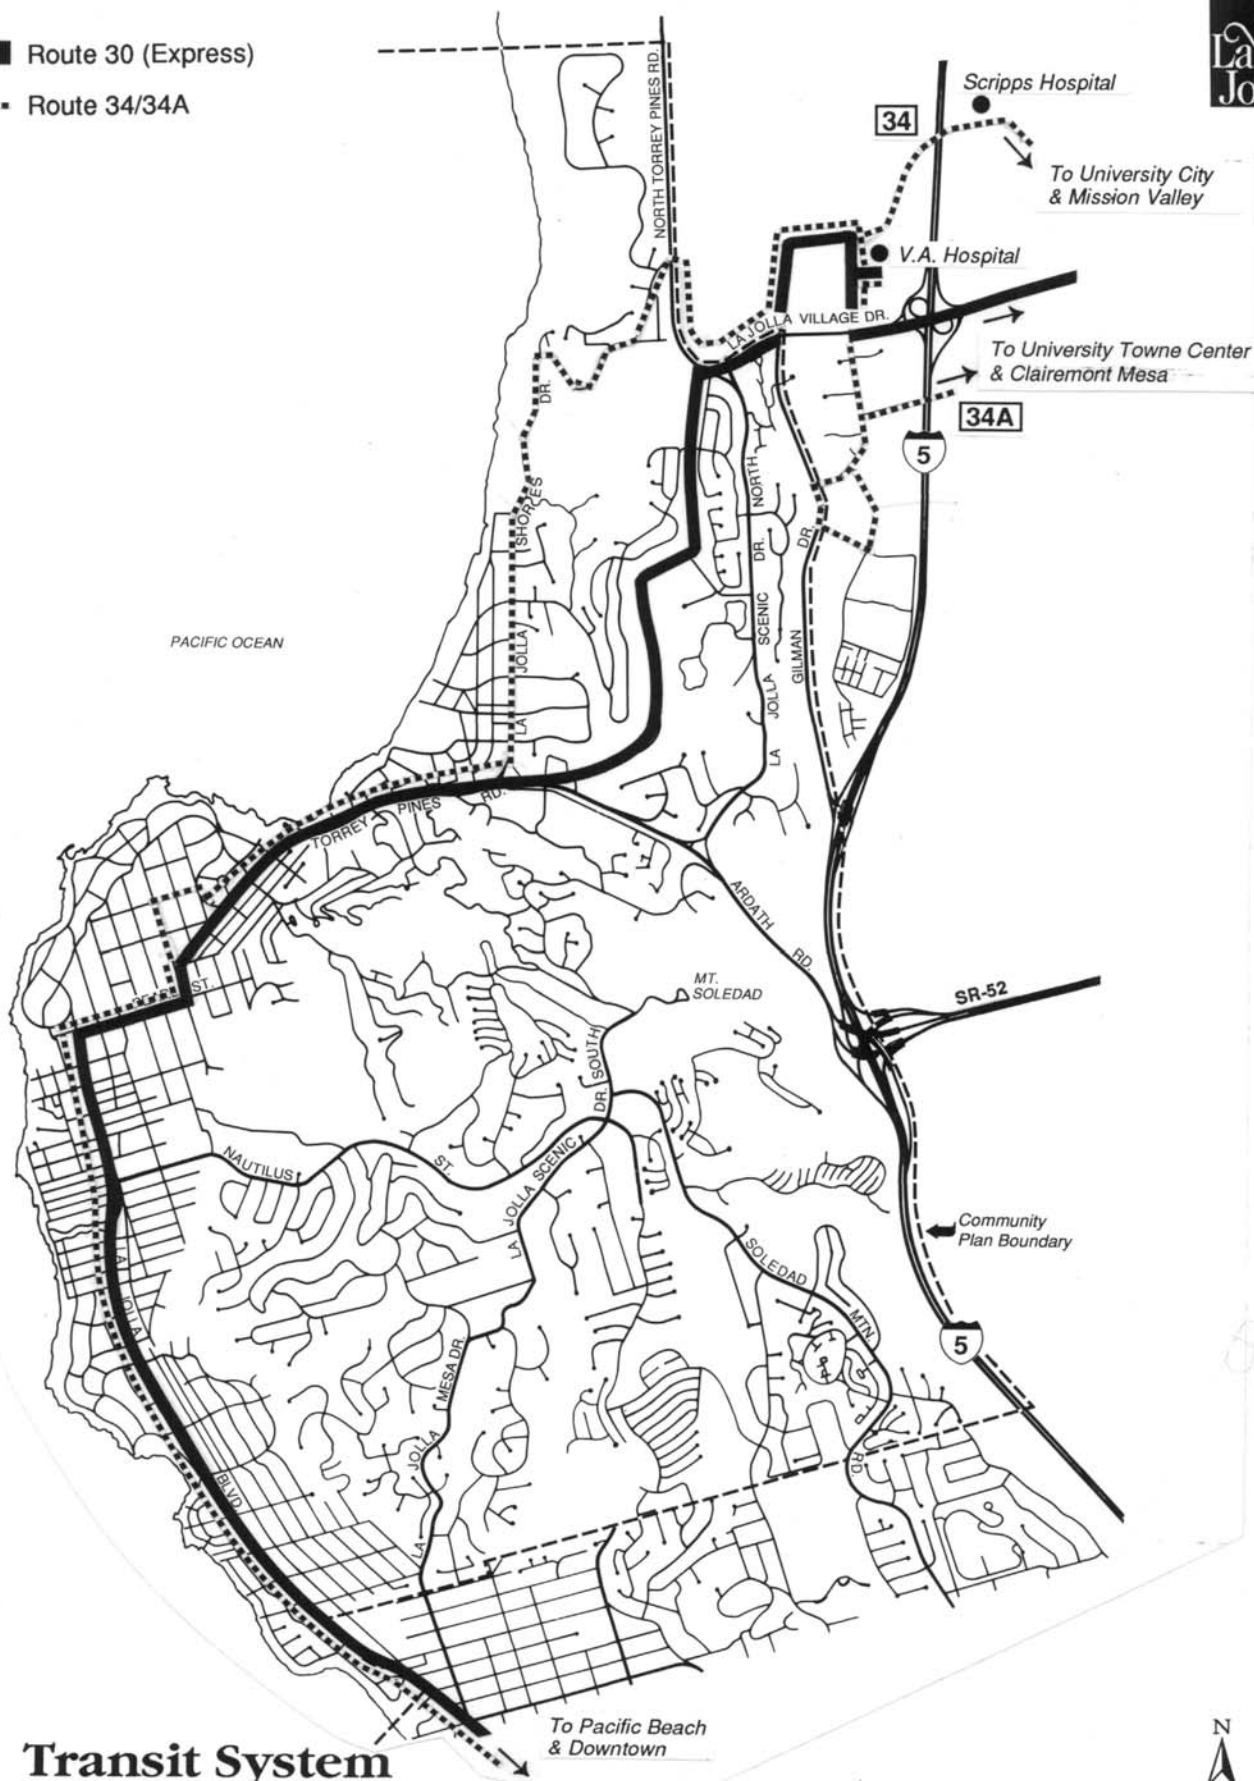 Route 30 (Express)
Route 34/34A
La
Jo
NORTH TORREY PINES RD.
Scripps Hospital
34
To University City
& Mission Valley
V.A. Hospital
LA JOLLA VILLAGE DR.
To University Towne Center
& Clairemont Mesa
34A
5
LA JOLLA SHORES DR.
LA JOLLA SCENIC DR. NORTH
GILMAN DR.
PACIFIC OCEAN
TORREY PINES RD.
ARDATH RD.
MT.
SOLEDAD
SR-52
ST.
NAUTILUS ST.
LA JOLLA SCENIC DR. SOUTH
Community
Plan Boundary
SOLEDAD MTN. RD
5
LA JOLLA MESA DR.
LA JOLLA BLVD
To Pacific Beach
& Downtown
Transit System
N